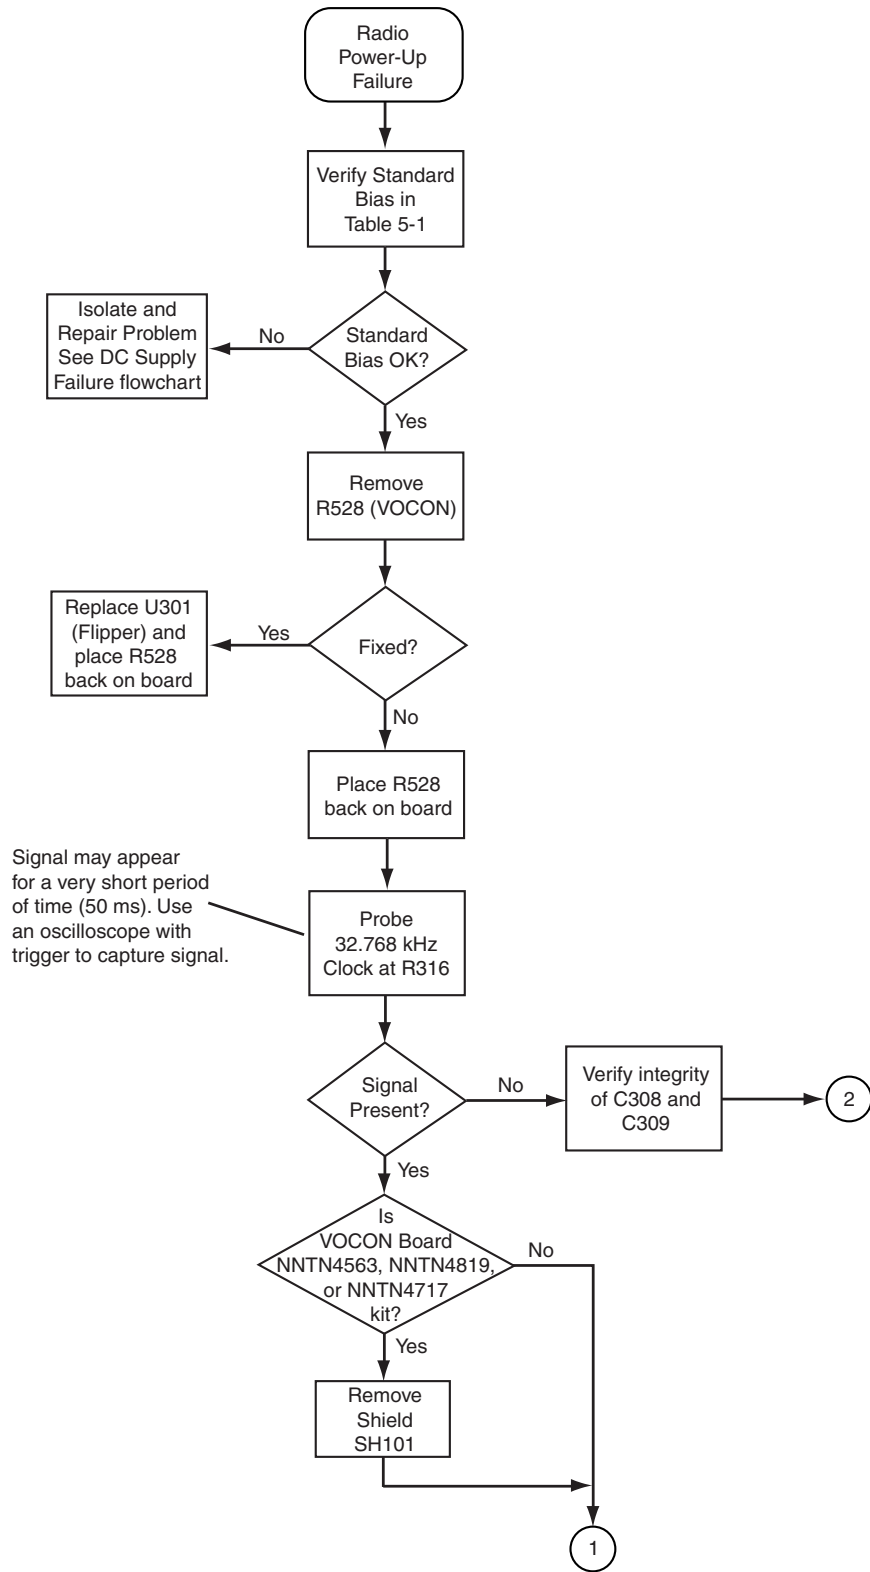 Radio
Power-Up
Failure
Verify Standard
Bias in
Table 5-1
Standard
Bias OK?
No
Isolate and
Repair Problem
See DC Supply
Failure flowchart
Yes
Remove
R528 (VOCON)
Fixed?
Yes
Replace U301
(Flipper) and
place R528
back on board
No
Place R528
back on board
Signal may appear
for a very short period
of time (50 ms). Use
an oscilloscope with
trigger to capture signal.
Probe
32.768 kHz
Clock at R316
Signal
Present?
No
Verify integrity
of C308 and
C309
2
Yes
Is
VOCON Board
NNTN4563, NNTN4819,
or NNTN4717
kit?
No
Yes
Remove
Shield
SH101
1